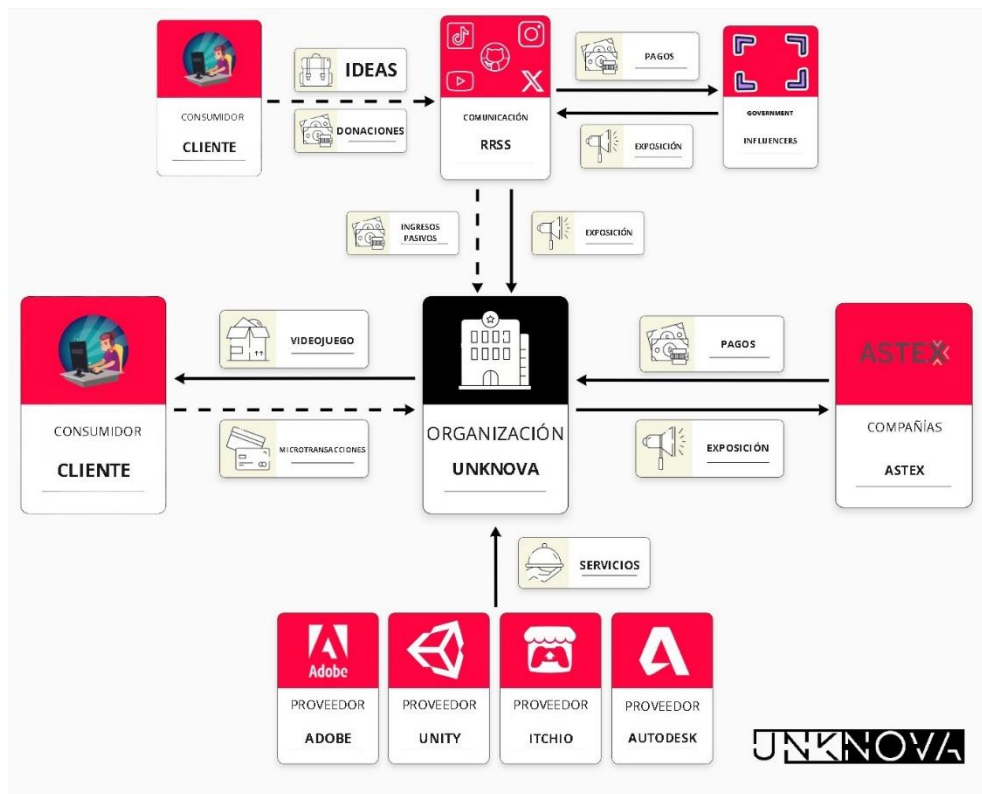 CONSUMIDOR
CLIENTE
IDEAS
DONACIONES
COMUNICACIÓN
RRSS
PAGOS
EXPOSICIÓN
GOVERNMENT
INFLUENCERS
INGRESOS
PASIVOS
EXPOSICIÓN
CONSUMIDOR
CLIENTE
VIDEOJUEGO
MICROTRANSACCIONES
ORGANIZACIÓN
UNKNOVA
PAGOS
EXPOSICIÓN
ASTEX
COMPAÑÍAS
ASTEX
SERVICIOS
Adobe
PROVEEDOR
ADOBE
PROVEEDOR
UNITY
PROVEEDOR
ITCHIO
PROVEEDOR
AUTODESK
UNKNOVA